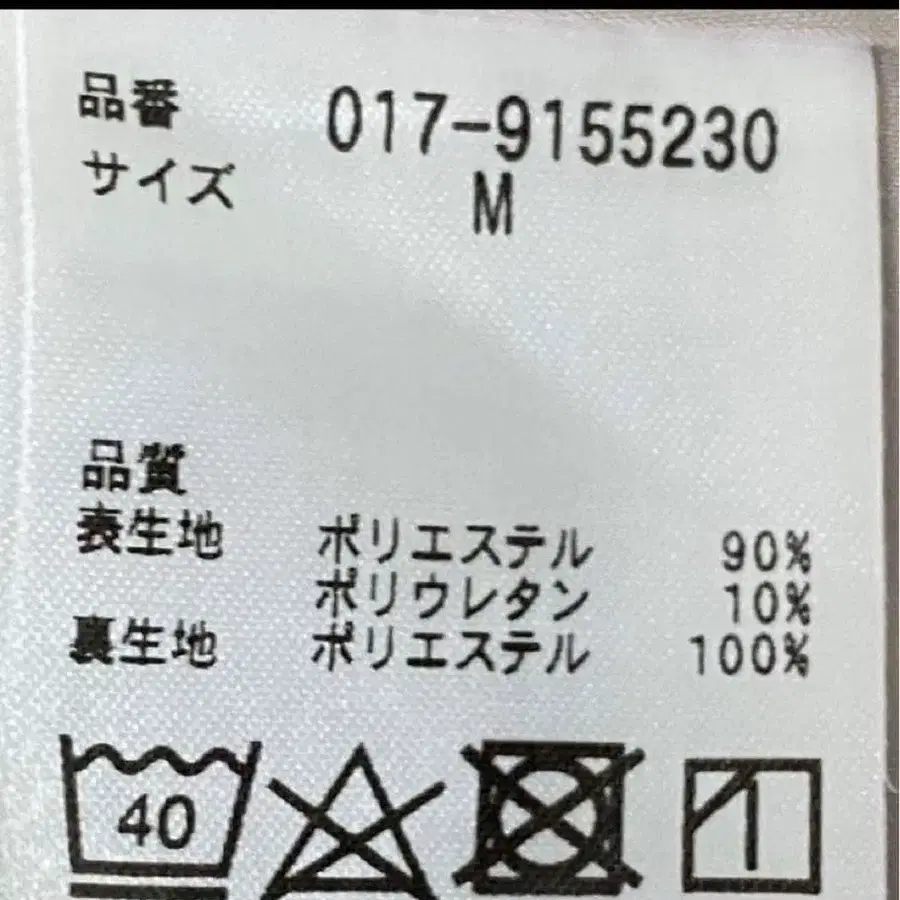 品番 017-9155230
サイズ M
品質
表生地 ポリエステル 90%
ポリウレタン 10%
裏生地 ポリエステル 100%
40